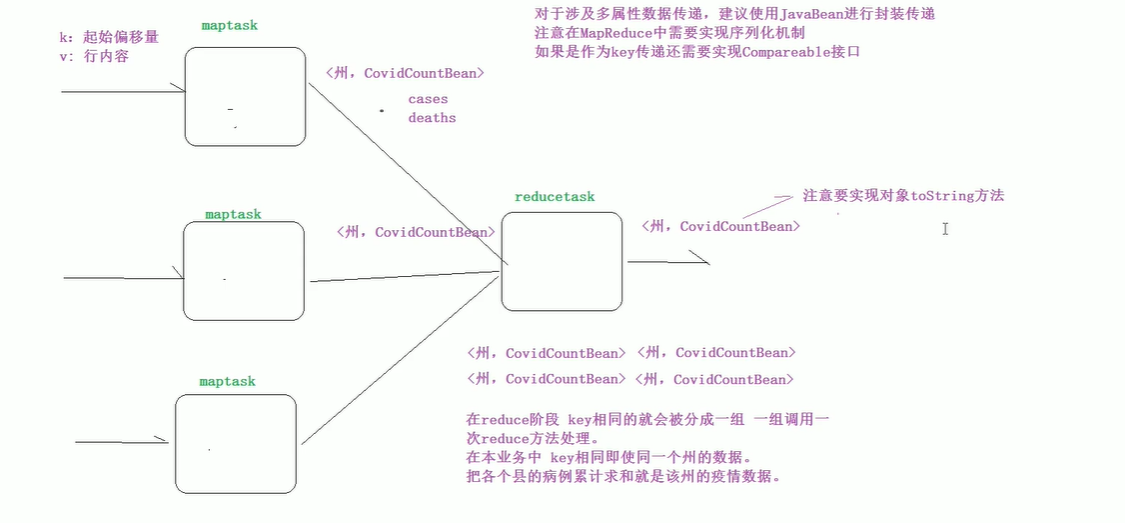 对于涉及多属性数据传递，建议使用JavaBean进行封装传递
注意在MapReduce中需要实现序列化机制
如果是作为key传递还需要实现Compareable接口
maptask
k：起始偏移量
v: 行内容
<州，CovidCountBean>
cases
deaths
reducetask
注意要实现对象toString方法
maptask
<州，CovidCountBean>
<州，CovidCountBean>
<州，CovidCountBean> <州，CovidCountBean>
<州，CovidCountBean> <州，CovidCountBean>
maptask
在reduce阶段 key相同的就会被分成一组 一组调用一
次reduce方法处理。
在本业务中 key相同即使同一个州的数据。
把各个县的病例累计求和就是该州的疫情数据。